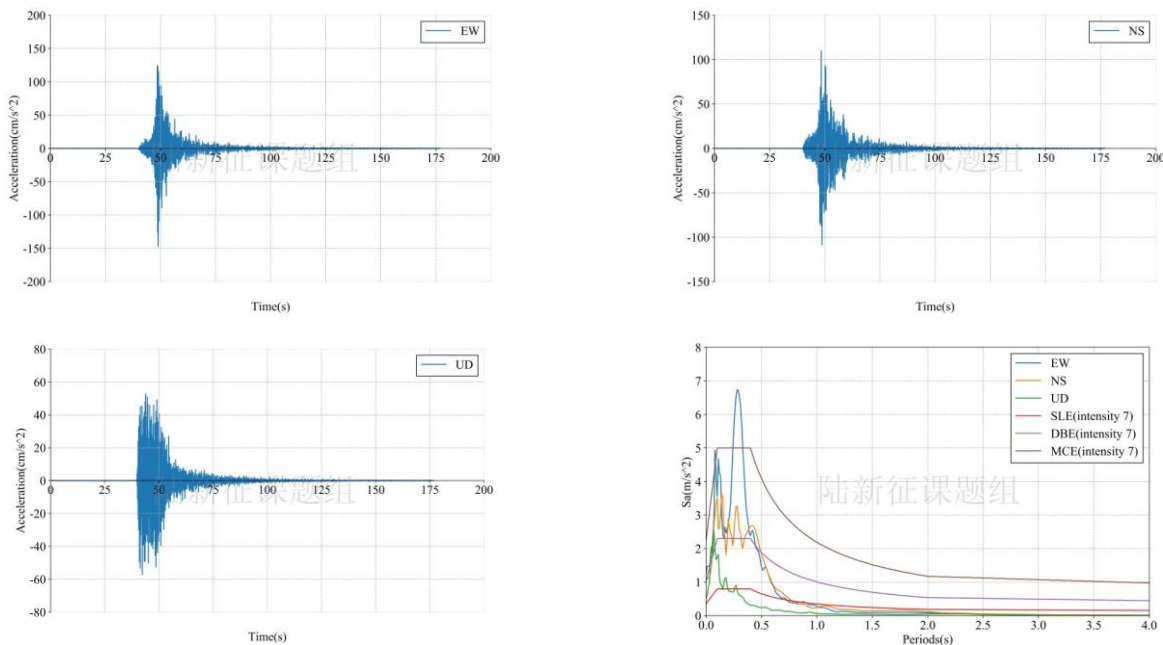 200
150
100
50
0
-50
-100
-150
-200
0 25 50 75 100 125 150 175 200
Acceleration(cm/s^2)
Time(s)
EW
陆新征课题组
150
100
50
0
-50
-100
-150
0 25 50 75 100 125 150 175 200
Acceleration(cm/s^2)
Time(s)
NS
陆新征课题组
80
60
40
20
0
-20
-40
-60
-80
0 25 50 75 100 125 150 175 200
Acceleration(cm/s^2)
Time(s)
UD
陆新征课题组
8
7
6
5
4
3
2
1
0
0.0 0.5 1.0 1.5 2.0 2.5 3.0 3.5 4.0
Sa(m/s^2)
Periods(s)
EW
NS
UD
SLE(intensity 7)
DBE(intensity 7)
MCE(intensity 7)
陆新征课题组